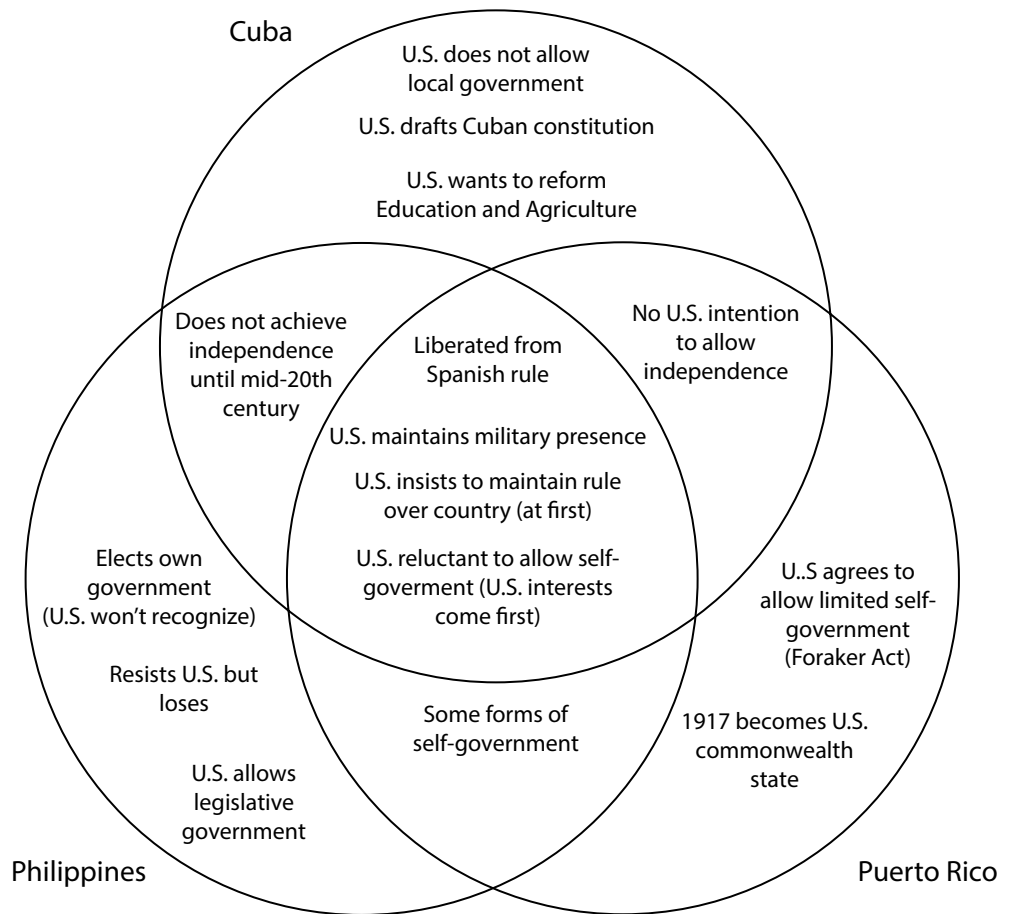 Cuba
U.S. does not allow
local government
U.S. drafts Cuban constitution
U.S. wants to reform
Education and Agriculture
Does not achieve
independence
until mid-20th
century
Liberated from
Spanish rule
No U.S. intention
to allow
independence
U.S. maintains military presence
U.S. insists to maintain rule
over country (at first)
U.S. reluctant to allow self-
goverment (U.S. interests
come first)
Elects own
government
(U.S. won’t recognize)
Resists U.S. but
loses
U.S. allows
legislative
government
Some forms of
self-government
U..S agrees to
allow limited self-
government
(Foraker Act)
1917 becomes U.S.
commonwealth
state
Philippines
Puerto Rico